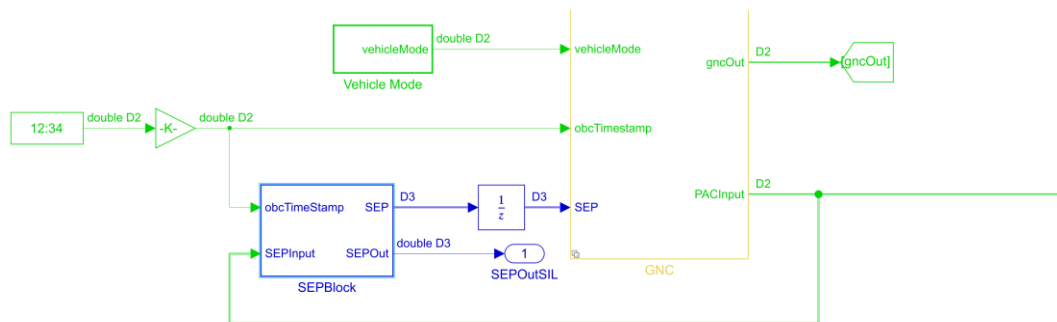 double D2
vehicleMode
vehicleMode
Vehicle Mode
D2
gncOut
[gncOut]
double D2
double D2
12:34
-K-
obcTimestamp
obcTimeStamp
SEP
D3
1
z
D3
SEP
PACInput
D2
SEPInput
SEPOut
double D3
1
SEPOutSIL
SEPBlock
GNC